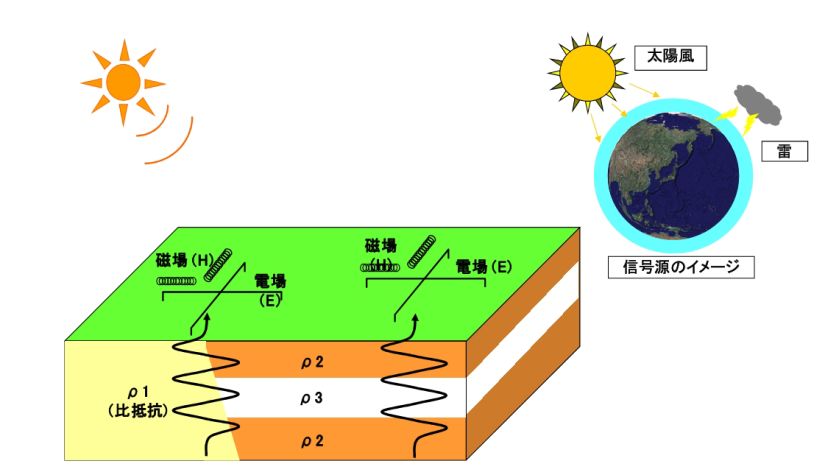 太陽風
雷
信号源のイメージ
磁場(H)
電場
(E)
磁場
(H)
電場(E)
ρ1
(比抵抗)
ρ2
ρ3
ρ2